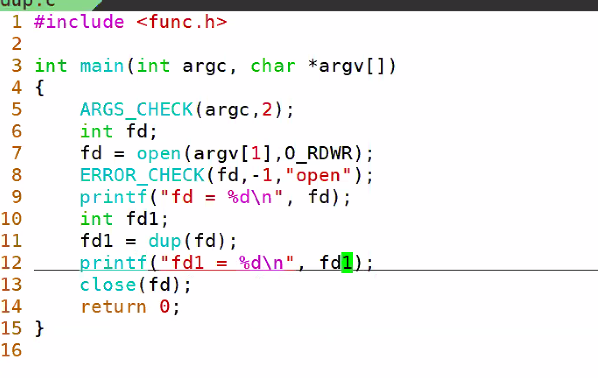 dup.c
1 #include <func.h>
2
3 int main(int argc, char *argv[])
4 {
5     ARGS_CHECK(argc,2);
6     int fd;
7     fd = open(argv[1],O_RDWR);
8     ERROR_CHECK(fd,-1,"open");
9     printf("fd = %d\n", fd);
10     int fd1;
11     fd1 = dup(fd);
12     printf("fd1 = %d\n", fd1);
13     close(fd);
14     return 0;
15 }
16